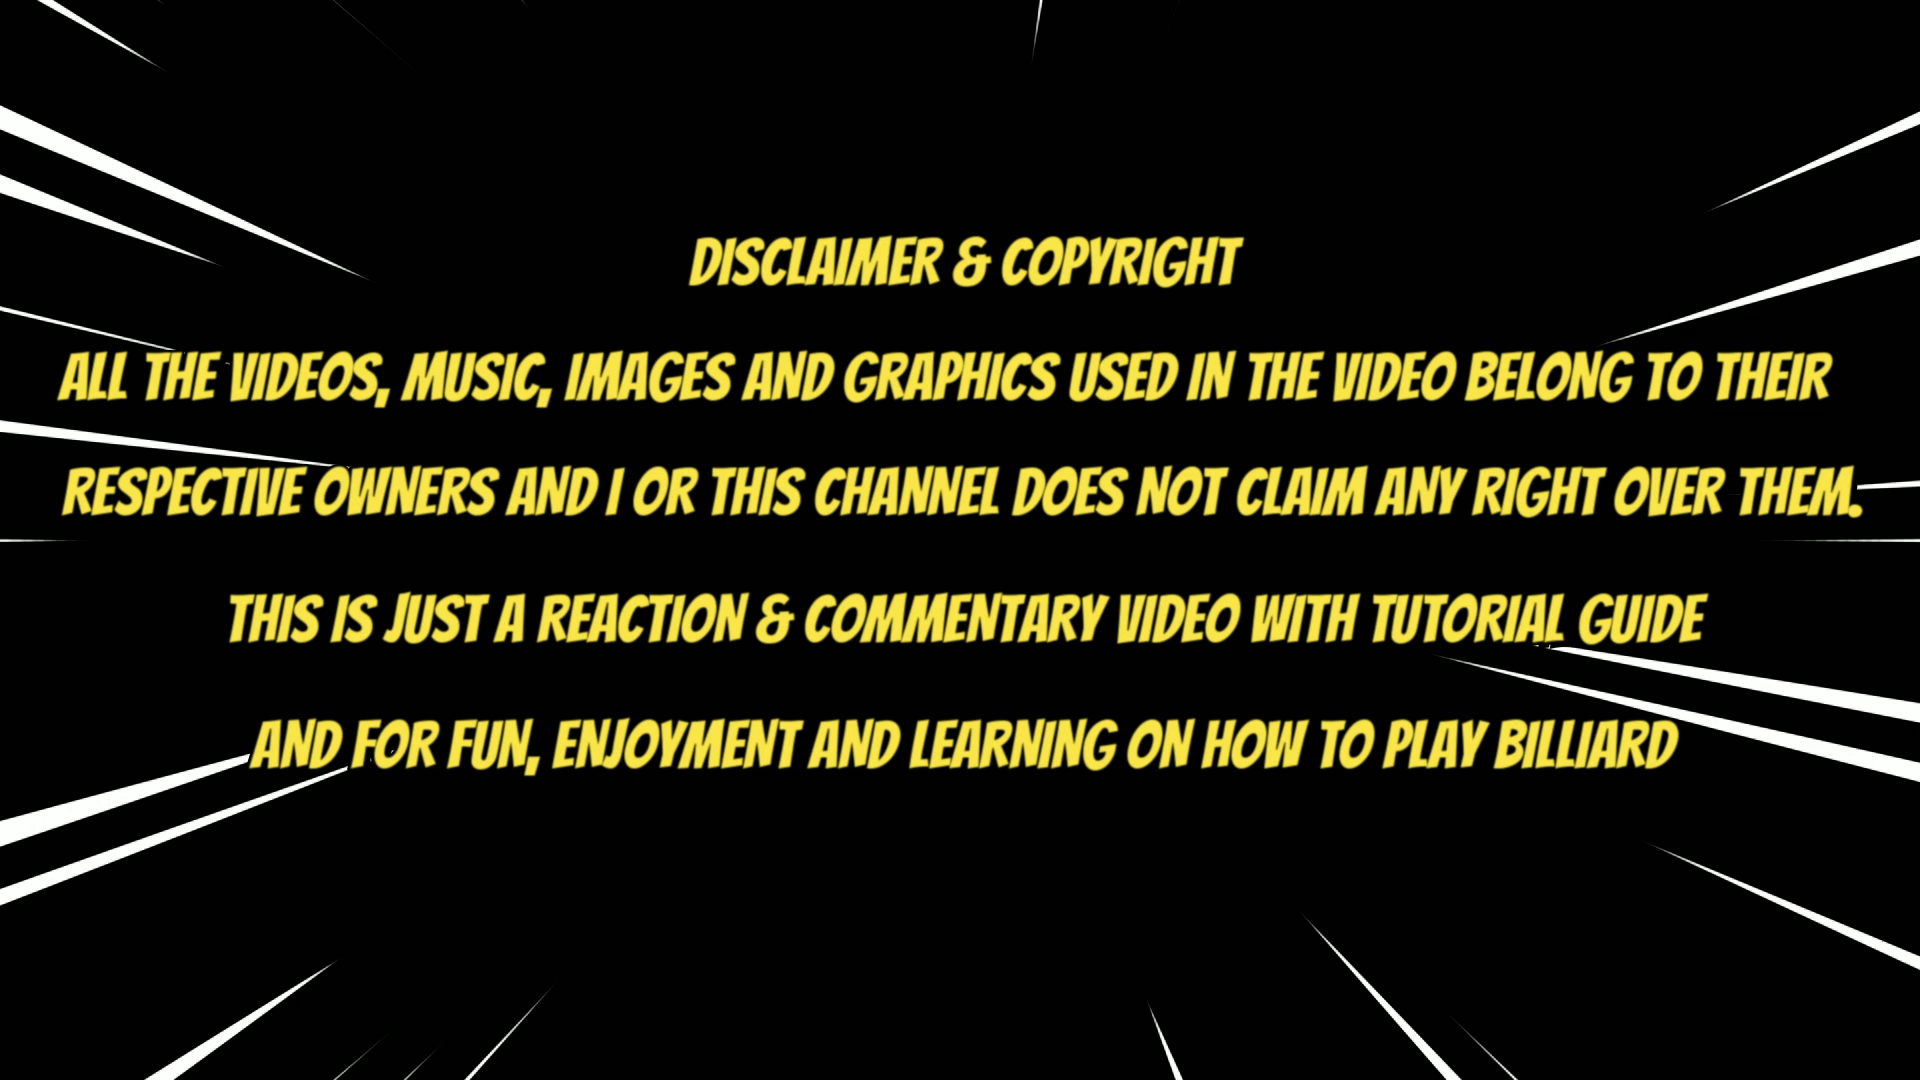 DISCLAIMER & COPYRIGHT
ALL THE VIDEOS, MUSIC, IMAGES AND GRAPHICS USED IN THE VIDEO BELONG TO THEIR
RESPECTIVE OWNERS AND I OR THIS CHANNEL DOES NOT CLAIM ANY RIGHT OVER THEM.
THIS IS JUST A REACTION & COMMENTARY VIDEO WITH TUTORIAL GUIDE
AND FOR FUN, ENJOYMENT AND LEARNING ON HOW TO PLAY BILLIARD